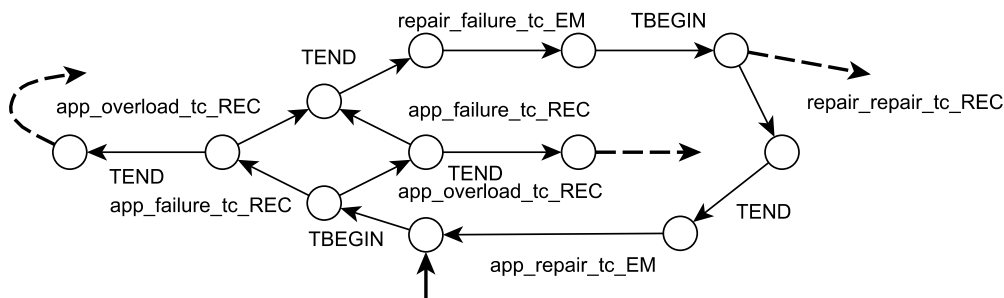 repair_failure_tc_EM
TBEGIN
TEND
app_overload_tc_REC
app_failure_tc_REC
repair_repair_tc_REC
TEND
TEND
app_failure_tc_REC
app_overload_tc_REC
TEND
TBEGIN
app_repair_tc_EM